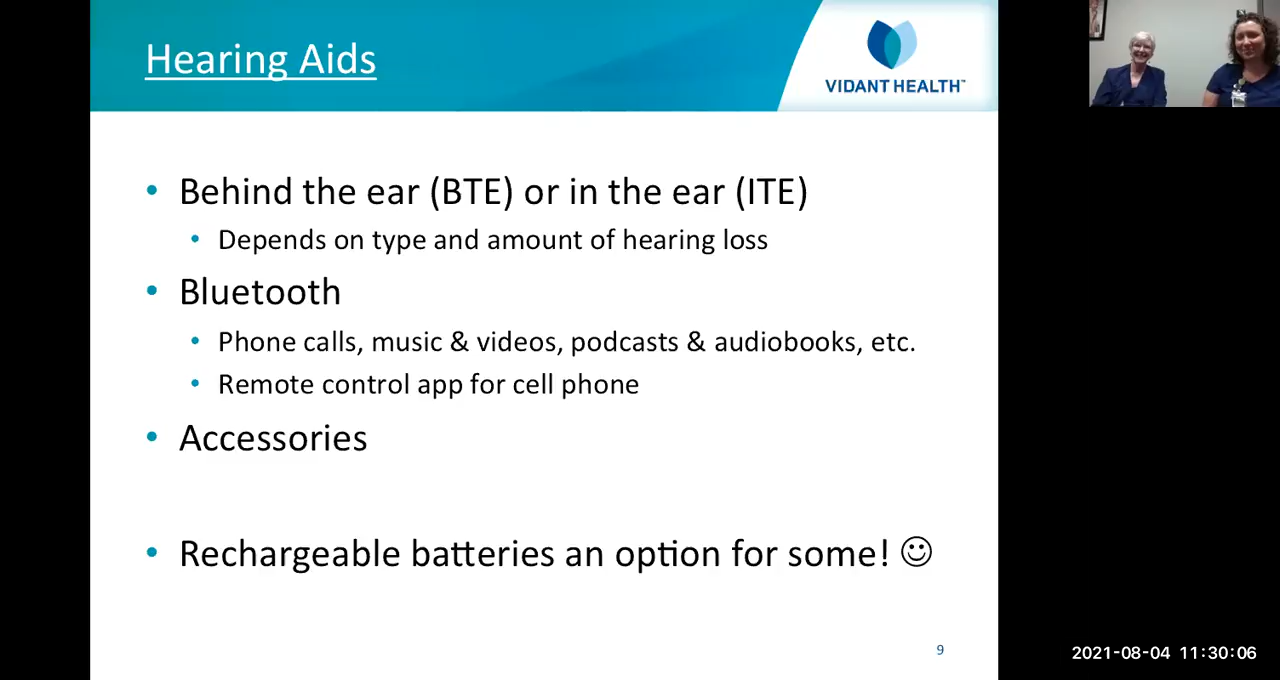 Hearing Aids
VIDANT HEALTH™
• Behind the ear (BTE) or in the ear (ITE)
• Depends on type and amount of hearing loss
• Bluetooth
• Phone calls, music & videos, podcasts & audiobooks, etc.
• Remote control app for cell phone
• Accessories
• Rechargeable batteries an option for some! ☺
9
2021-08-04 11:30:06